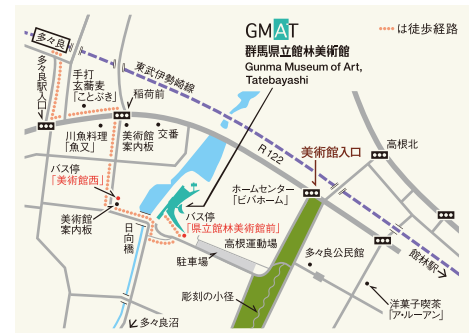 は徒歩経路
GMAT
群馬県立館林美術館
Gunma Museum of Art,
Tatebayashi
多々良
東武伊勢崎線
多々良
駅入口
手打
玄蕎麦
「ことぶき」
稲荷前
川魚料理
「魚又」
美術館
案内板
交番
R122
美術館入口
高根北
バス停
「美術館西」
ホームセンター
「ビバホーム」
美術館
案内板
バス停
「県立館林美術館前」
日向橋
高根運動場
館林駅
駐車場
多々良公民館
彫刻の小径
洋菓子喫茶
「ア・ルーアン」
多々良沼